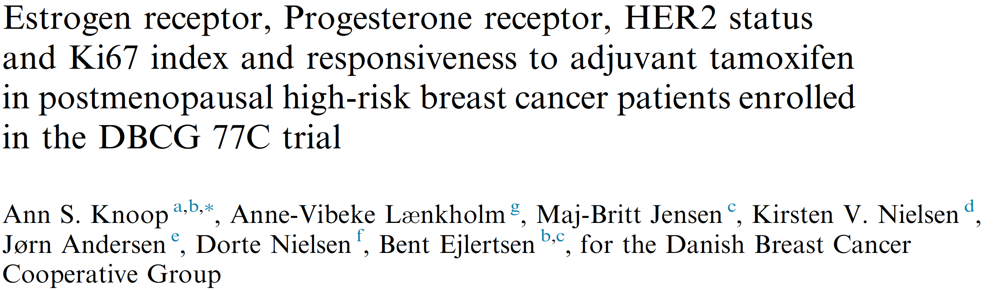 Estrogen receptor, Progesterone receptor, HER2 status
and Ki67 index and responsiveness to adjuvant tamoxifen
in postmenopausal high-risk breast cancer patients enrolled
in the DBCG 77C trial
Ann S. Knoop a,b,*, Anne-Vibeke Lænkholm g, Maj-Britt Jensen c, Kirsten V. Nielsen d,
Jørn Andersen e, Dorte Nielsen f, Bent Ejlertsen b,c, for the Danish Breast Cancer
Cooperative Group